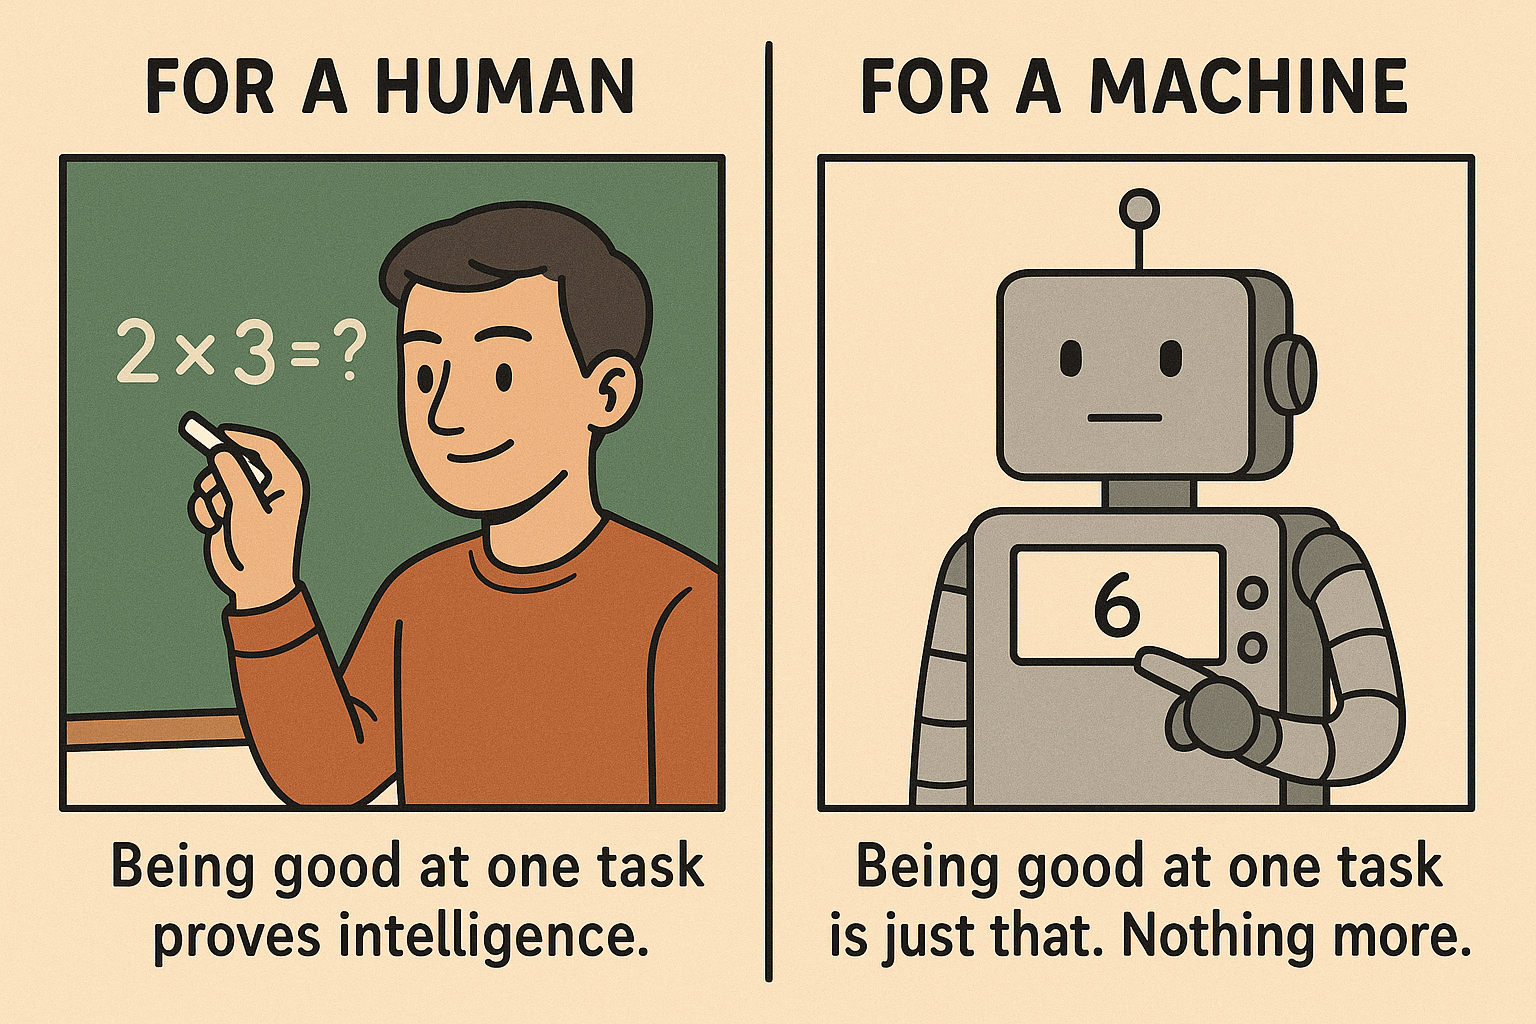 FOR A HUMAN
2×3=?
Being good at one task
proves intelligence.
FOR A MACHINE
6
Being good at one task
is just that. Nothing more.